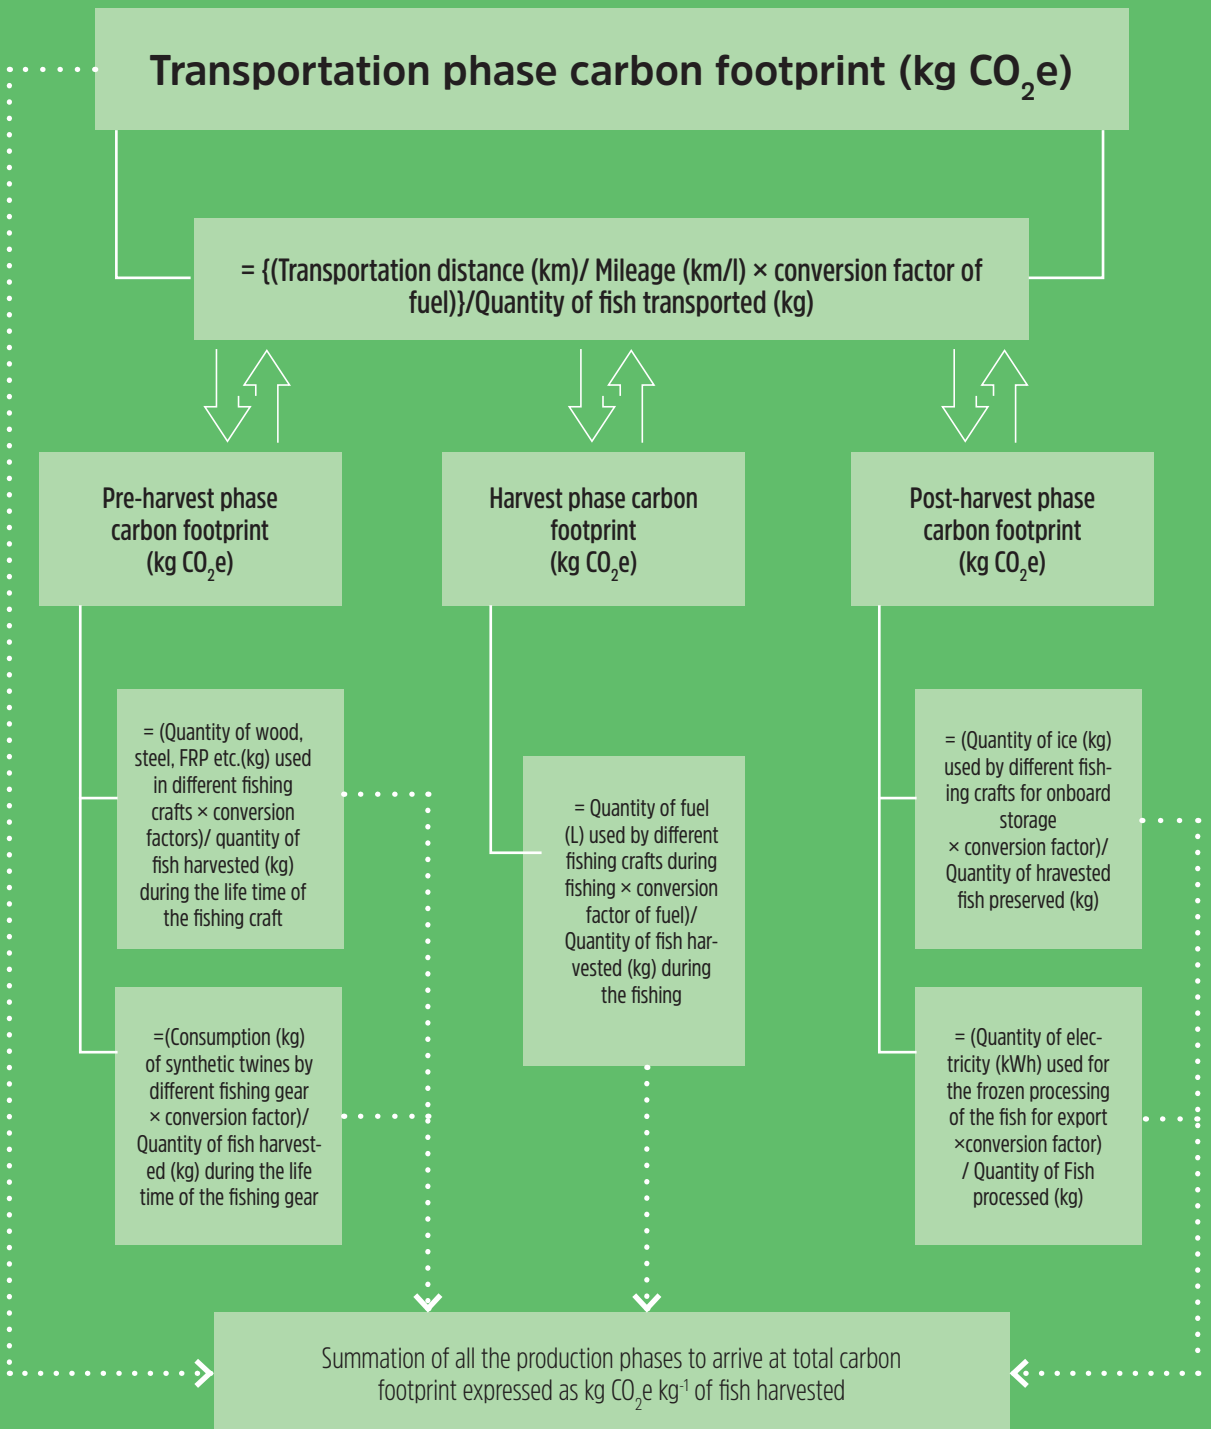 Transportation phase carbon footprint (kg CO₂e)
= {(Transportation distance (km)/ Mileage (km/l) × conversion factor of
fuel)}/Quantity of fish transported (kg)
Pre-harvest phase
carbon footprint
(kg CO₂e)
Harvest phase carbon
footprint
(kg CO₂e)
Post-harvest phase
carbon footprint
(kg CO₂e)
= (Quantity of wood,
steel, FRP etc.(kg) used
in different fishing
crafts × conversion
factors)/ quantity of
fish harvested (kg)
during the life time of
the fishing craft
=(Consumption (kg)
of synthetic twines by
different fishing gear
× conversion factor)/
Quantity of fish harvest-
ed (kg) during the life
time of the fishing gear
= Quantity of fuel
(L) used by different
fishing crafts during
fishing × conversion
factor of fuel)/
Quantity of fish har-
vested (kg) during
the fishing
= (Quantity of ice (kg)
used by different fish-
ing crafts for onboard
storage
× conversion factor)/
Quantity of hravested
fish preserved (kg)
= (Quantity of elec-
tricity (kWh) used for
the frozen processing
of the fish for export
×conversion factor)
/ Quantity of Fish
processed (kg)
Summation of all the production phases to arrive at total carbon
footprint expressed as kg CO₂e kg⁻¹ of fish harvested